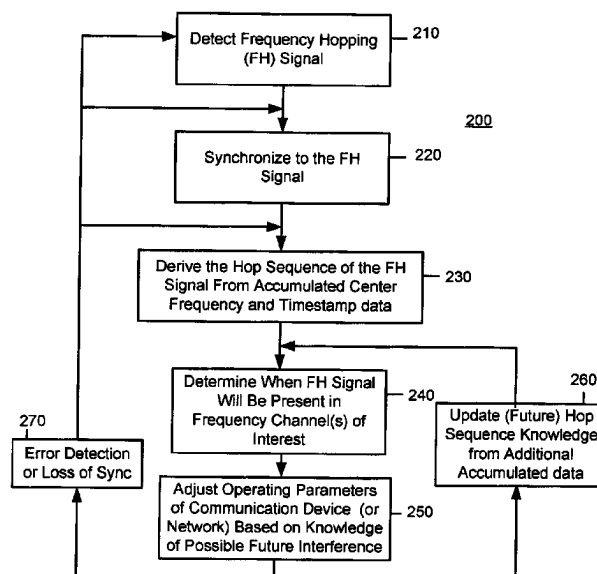 Detect Frequency Hopping
(FH) Signal
210
200
Synchronize to the FH
Signal
220
Derive the Hop Sequence of the FH
Signal From Accumulated Center
Frequency and Timestamp data
230
Determine When FH Signal
Will Be Present in
Frequency Channel(s) of
Interest
240
260
Update (Future) Hop
Sequence Knowledge
from Additional
Accumulated data
270
Error Detection
or Loss of Sync
Adjust Operating Parameters
of Communication Device (or
Network) Based on Knowledge
of Possible Future Interference
250